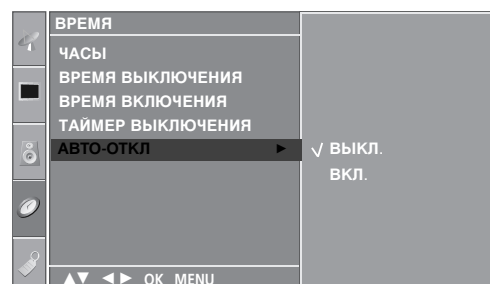 ВРЕМЯ
ЧАСЫ
ВРЕМЯ ВЫКЛЮЧЕНИЯ
ВРЕМЯ ВКЛЮЧЕНИЯ
ТАЙМЕР ВЫКЛЮЧЕНИЯ
АВТО-ОТКЛ ► √ ВЫКЛ.
ВКЛ.
▲▼ ◄► OK MENU